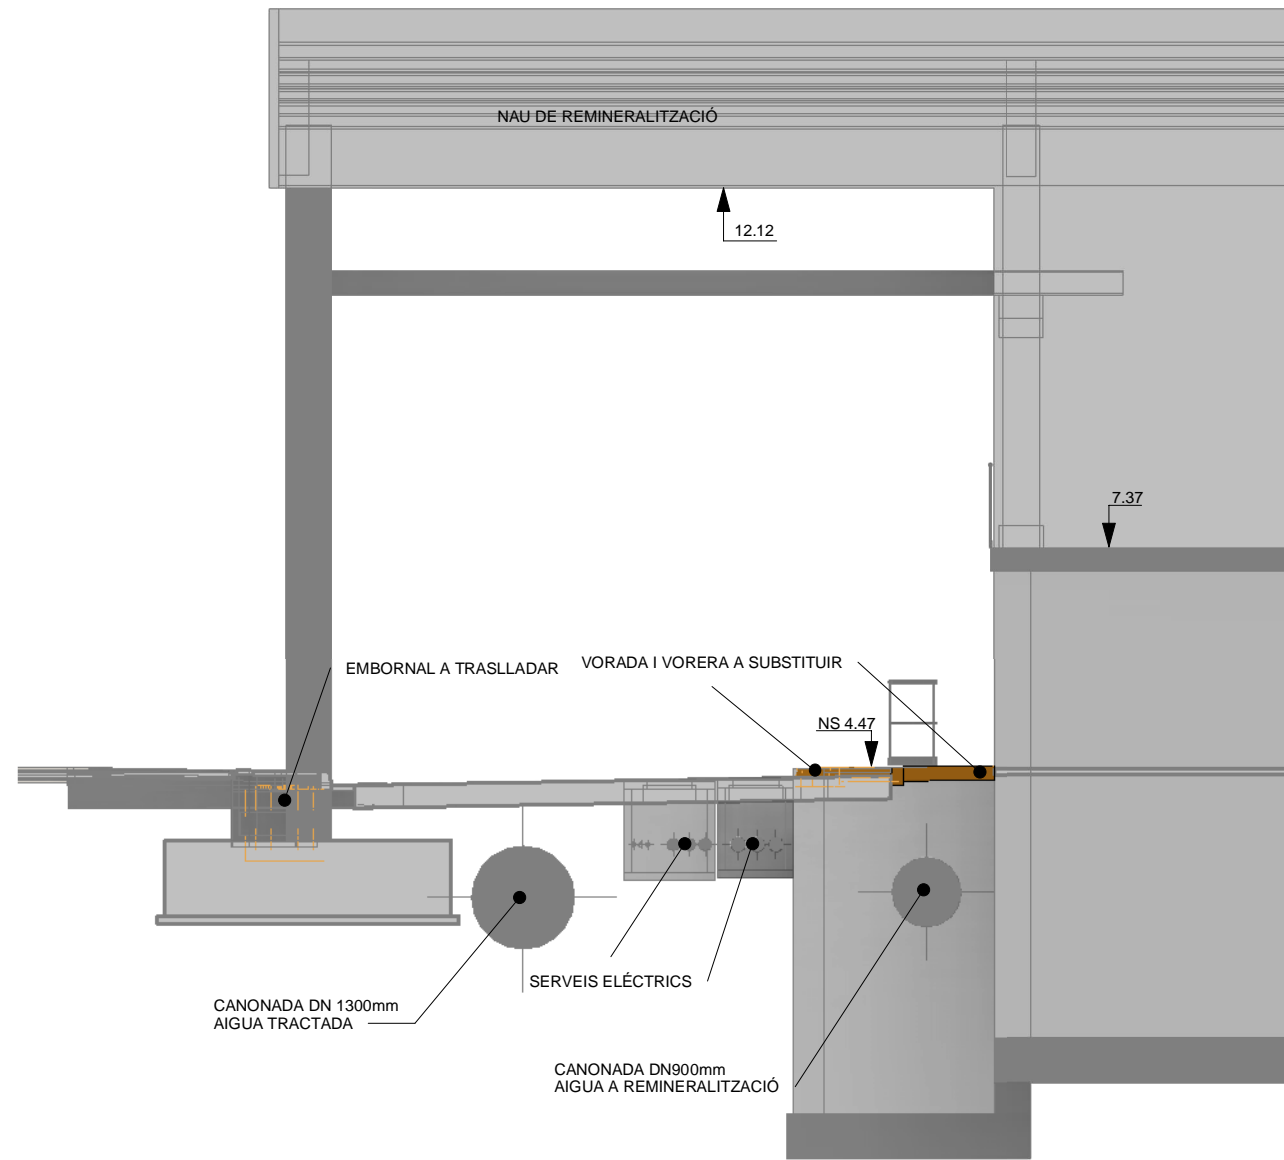 NAU DE REMINERALITZACIÓ
12.12
7.37
EMBORNAL A TRASLLADAR
VORADA I VORERA A SUBSTITUIR
NS 4.47
SERVEIS ELÉCTRICS
CANONADA DN 1300mm
AIGUA TRACTADA
CANONADA DN900mm
AIGUA A REMINERALITZACIÓ